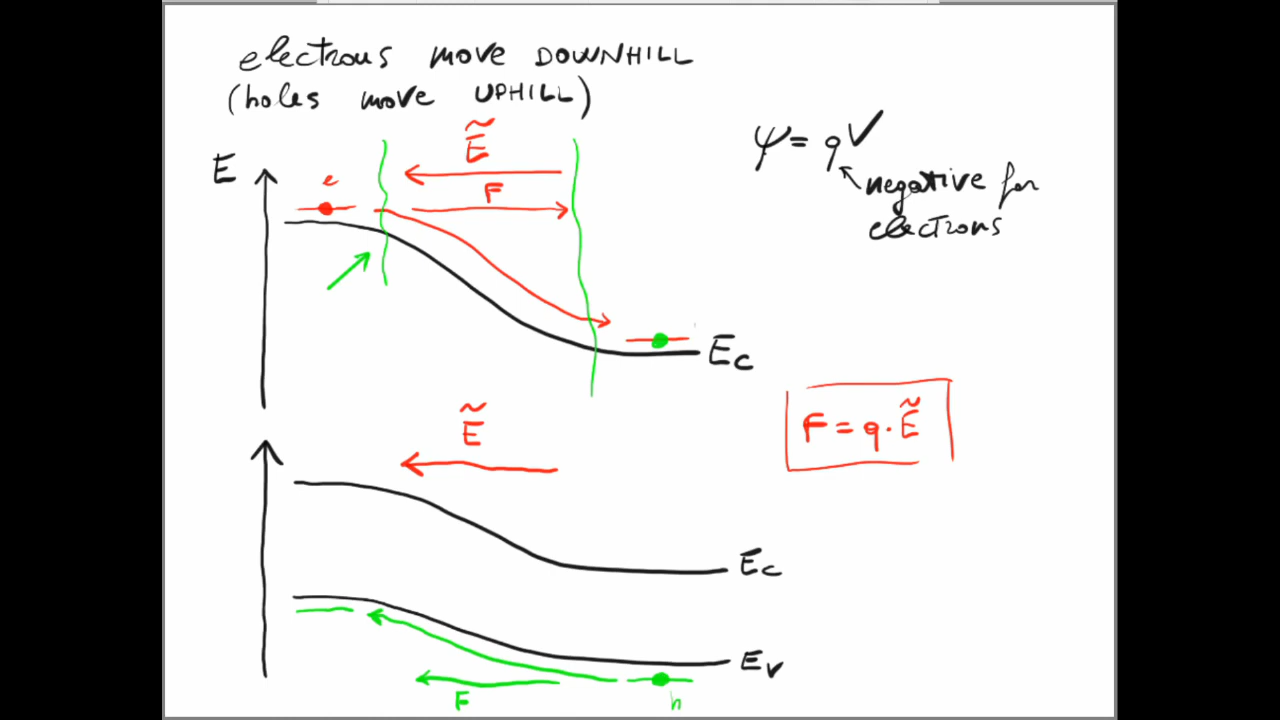 electrons move DOWNHILL
(holes move UPHILL)
Ẽ
E
e
F
Ec
ψ = qV
negative for
electrons
F = q · Ẽ
Ẽ
Ec
Ev
F
h